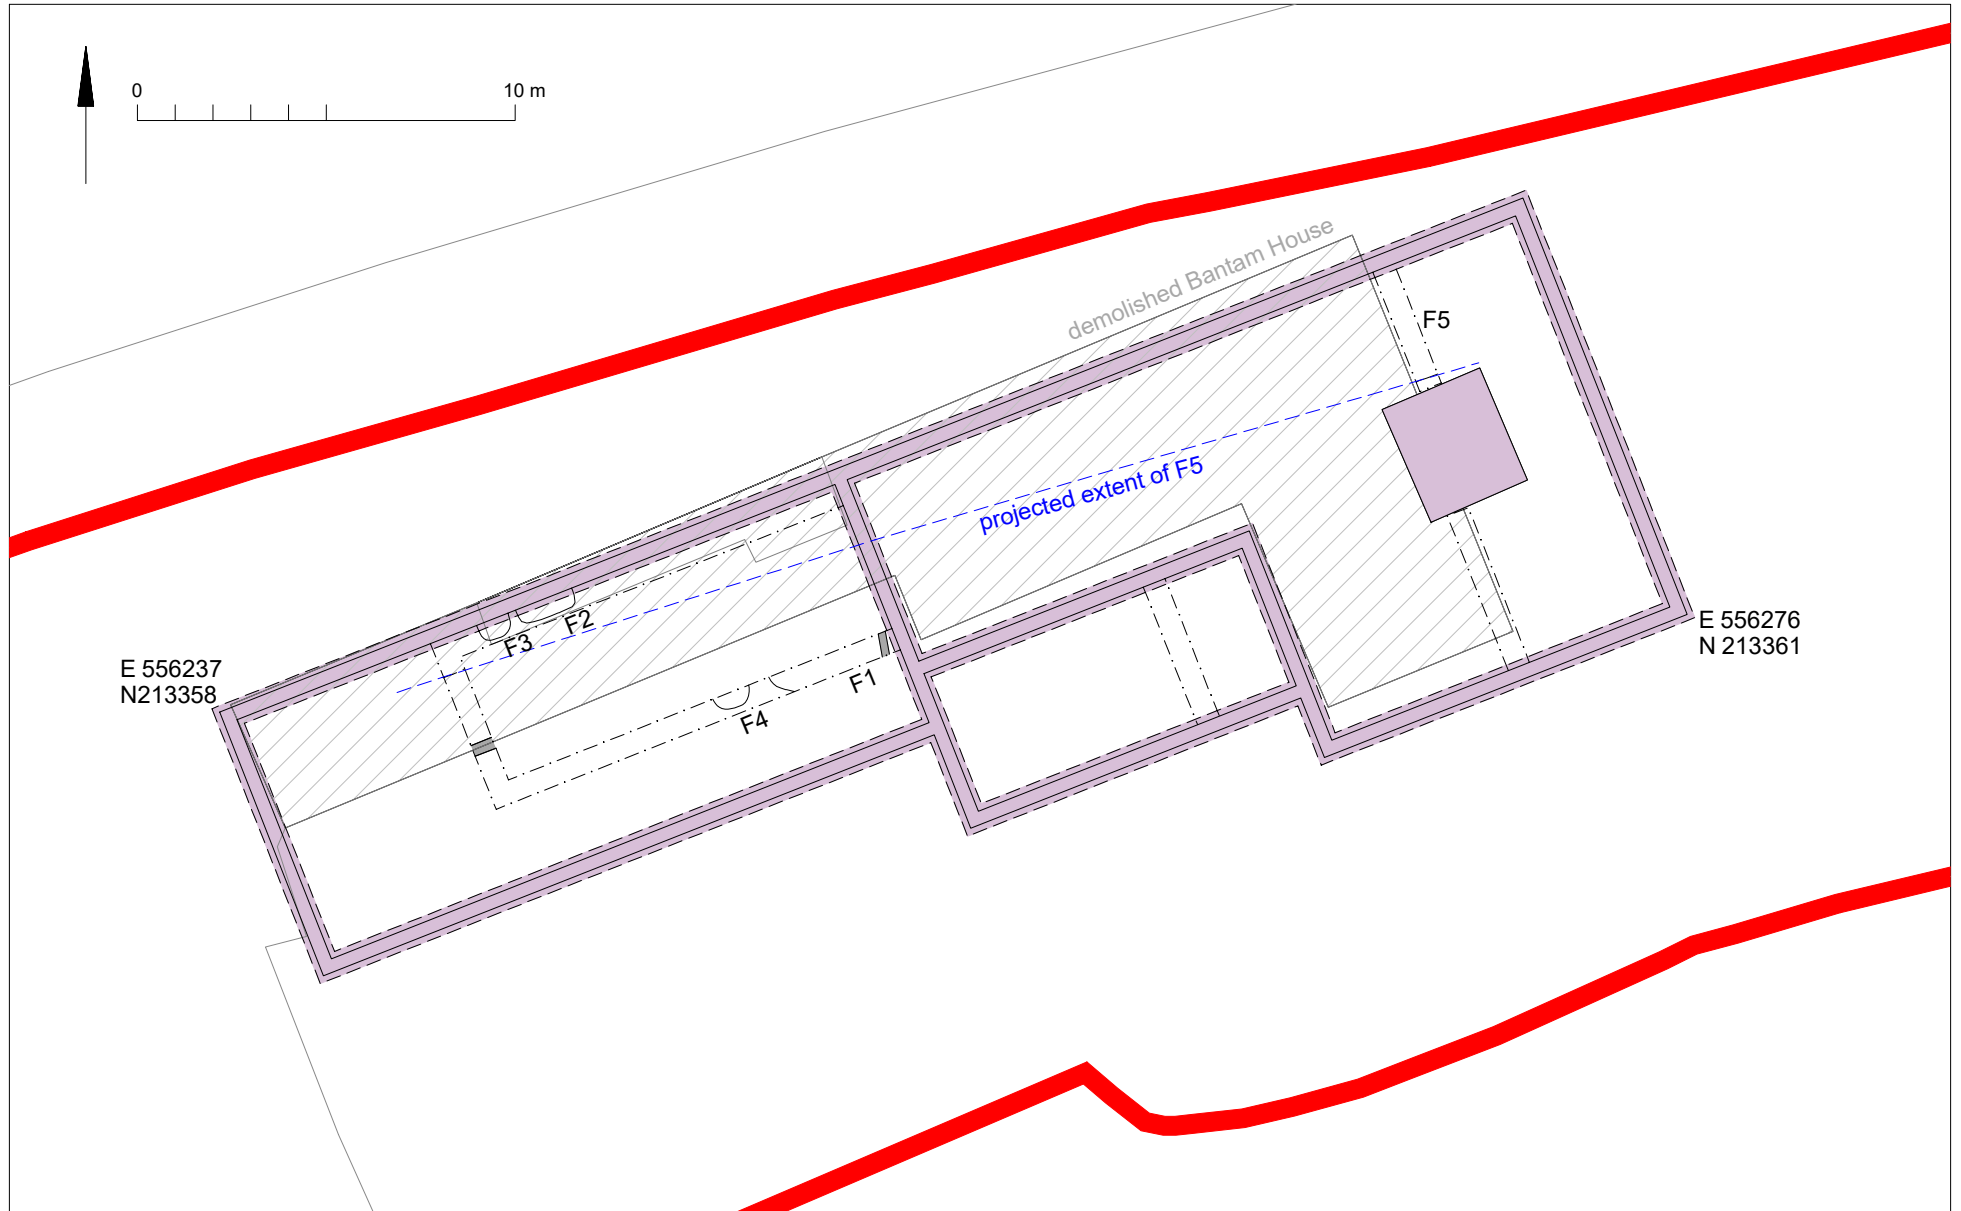 0 10 m
demolished Bantam House
F5
projected extent of F5
F2
F3
E 556276
N 213361
E 556237
N213358
F1
F4